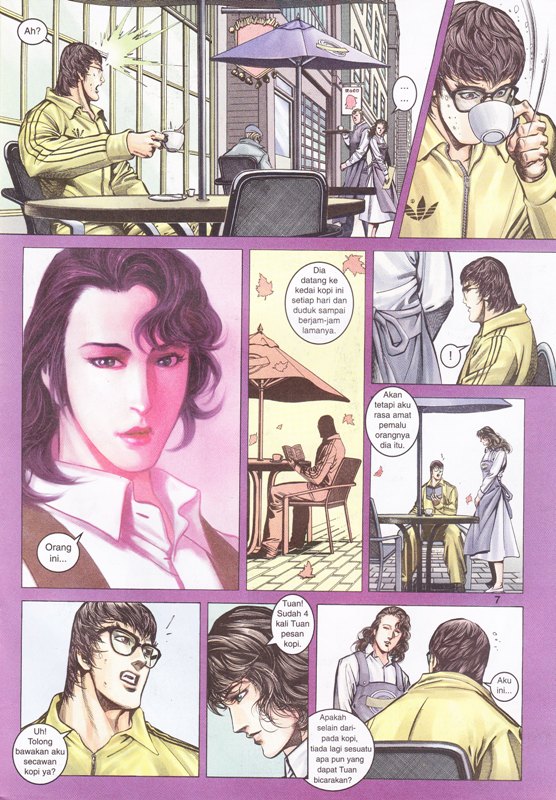 Ah?
... ...
Orang
ini...
Dia
datang ke
kedai kopi ini
setiap hari dan
duduk sampai
berjam-jam
lamanya.
!
Akan
tetapi aku
rasa amat
pemalu
orangnya
dia itu.
7
Uh!
Tolong
bawakan aku
secawan
kopi ya?
Tuan!
Sudah 4
kali Tuan
pesan
kopi.
Apakah
selain dari-
pada kopi,
tiada lagi sesuatu
apa pun yang
dapat Tuan
bicarakan?
Aku
ini...